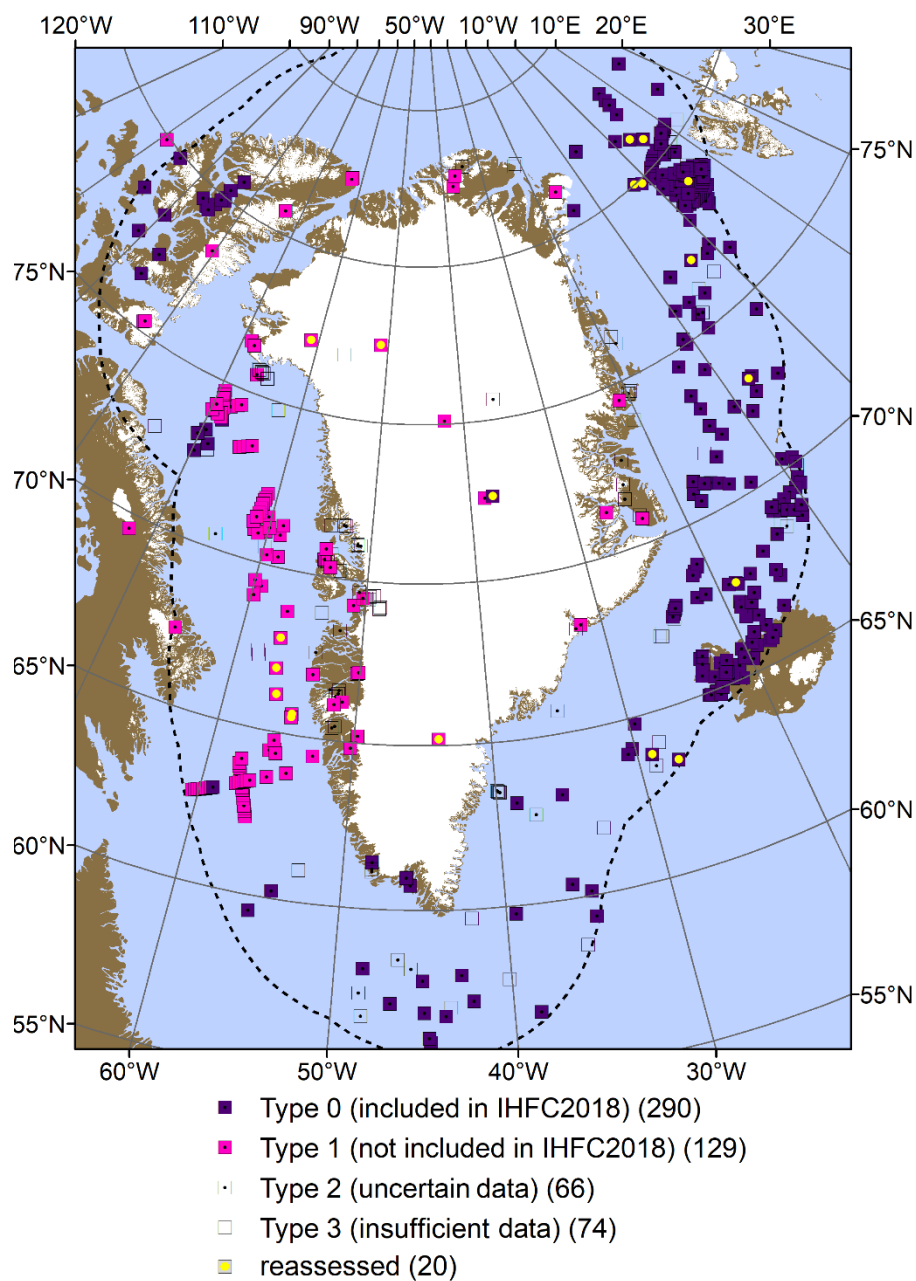 120°W 110°W 90°W 50°W 10°W 10°E 20°E 30°E
75°N
75°N
70°N
70°N
65°N
65°N
60°N
60°N
55°N
55°N
60°W 50°W 40°W 30°W
Type 0 (included in IHFC2018) (290)
Type 1 (not included in IHFC2018) (129)
Type 2 (uncertain data) (66)
Type 3 (insufficient data) (74)
reassessed (20)